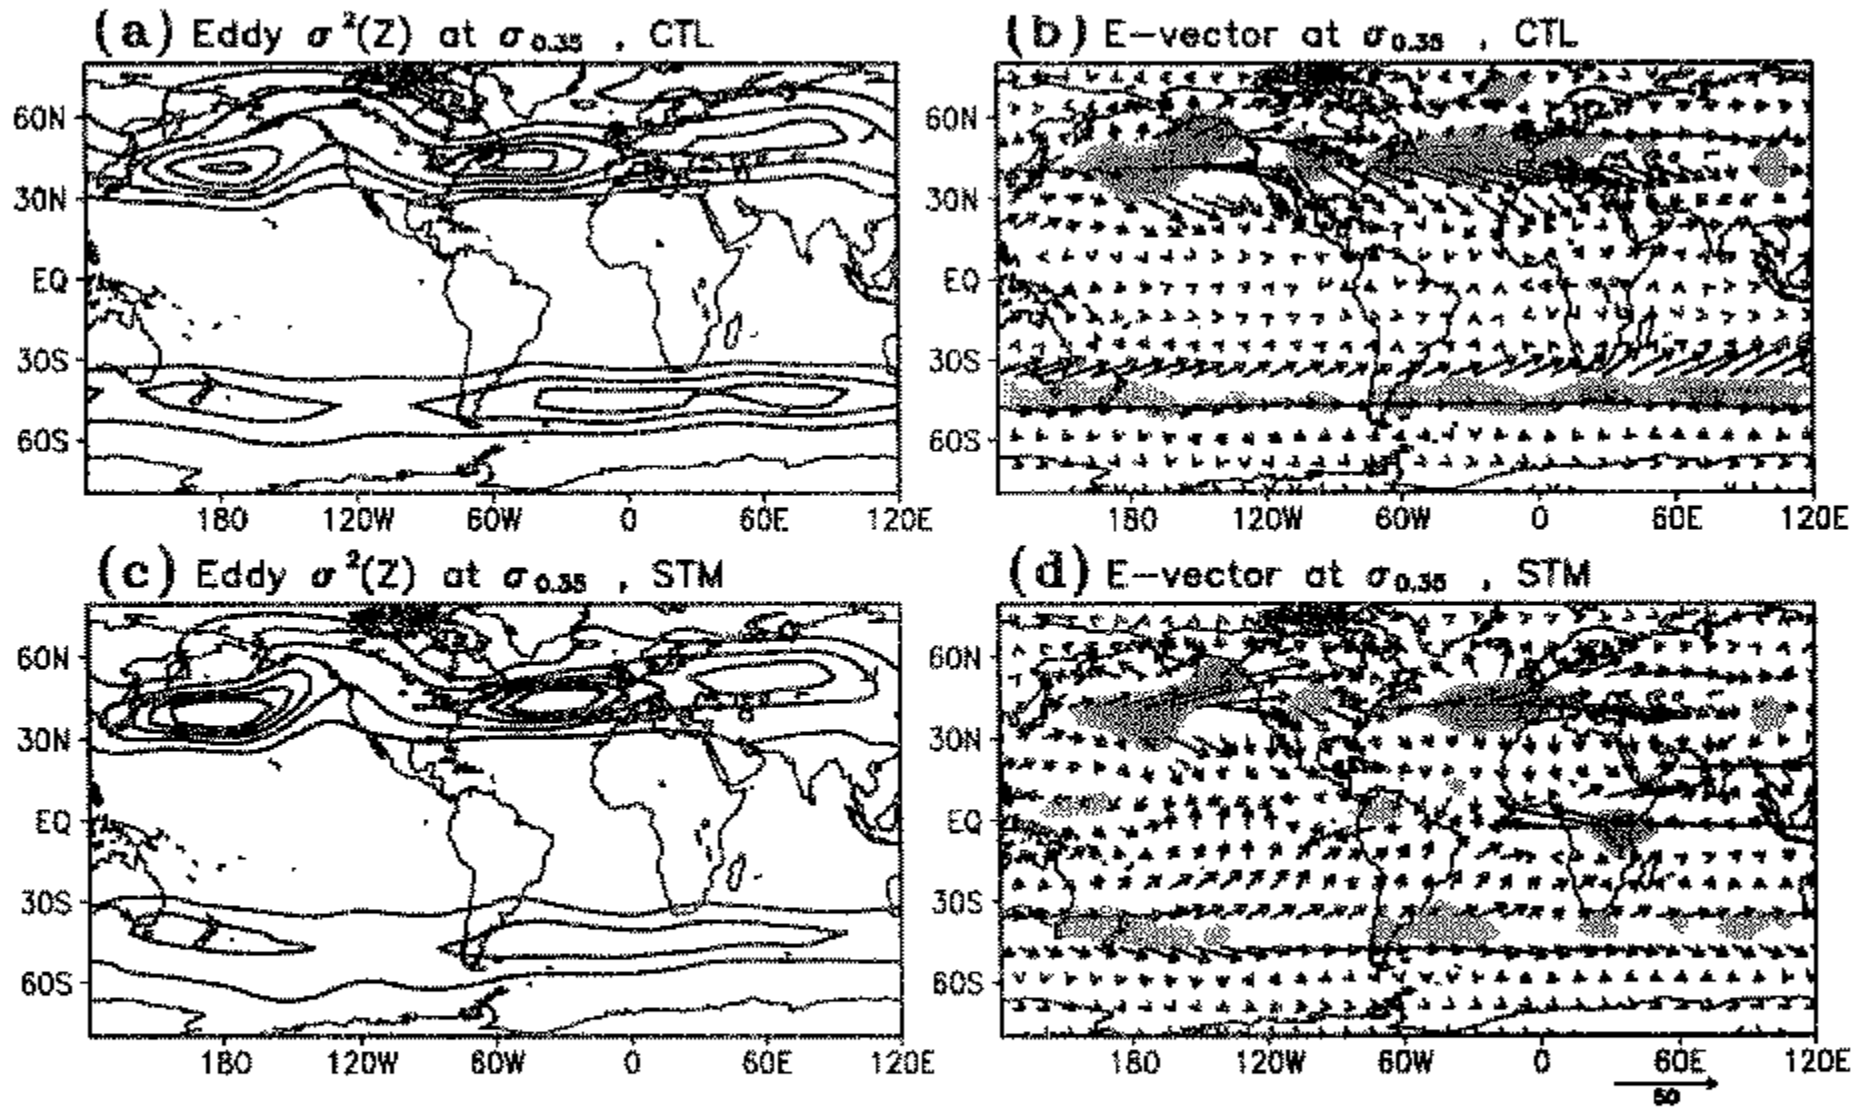 (a) Eddy σ²(Z) at σ₀.₃₅ , CTL
(b) E-vector at σ₀.₃₅ , CTL
60N
30N
EQ
30S
60S
180 120W 60W 0 60E 120E
60N
30N
EQ
30S
60S
180 120W 60W 0 60E 120E
(c) Eddy σ²(Z) at σ₀.₃₅ , STM
(d) E-vector at σ₀.₃₅ , STM
60N
30N
EQ
30S
60S
180 120W 60W 0 60E 120E
60N
30N
EQ
30S
60S
180 120W 60W 0 60E 120E
50